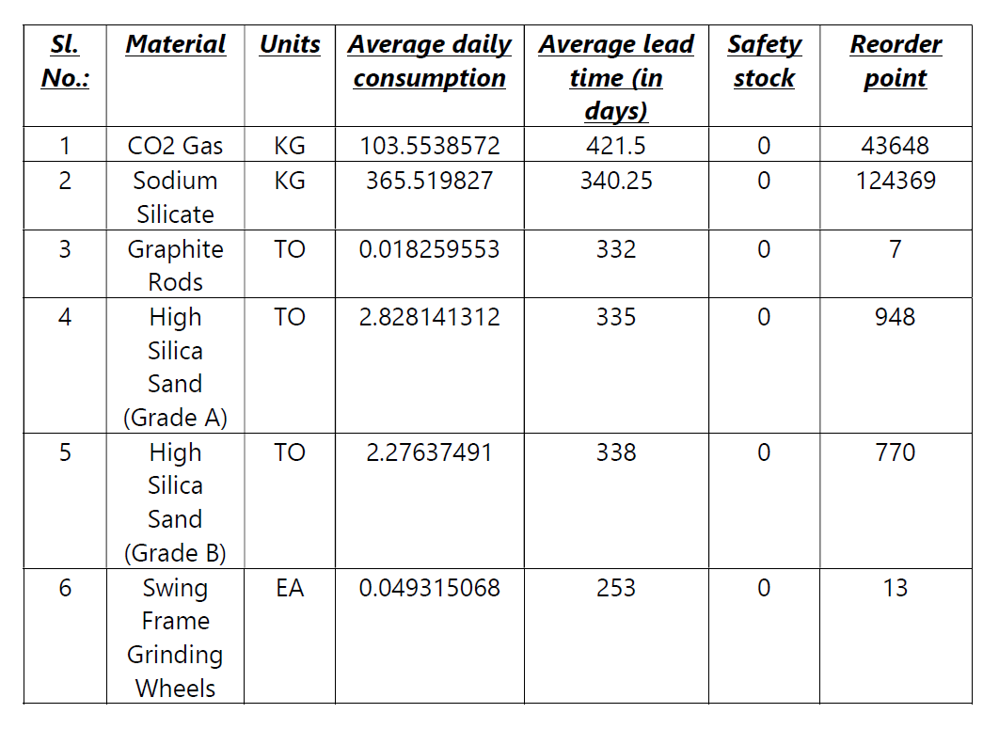 Sl. No.: Material Units Average daily consumption Average lead time (in days) Safety stock Reorder point
1 CO2 Gas KG 103.5538572 421.5 0 43648
2 Sodium Silicate KG 365.519827 340.25 0 124369
3 Graphite Rods TO 0.018259553 332 0 7
4 High Silica Sand (Grade A) TO 2.828141312 335 0 948
5 High Silica Sand (Grade B) TO 2.27637491 338 0 770
6 Swing Frame Grinding Wheels EA 0.049315068 253 0 13